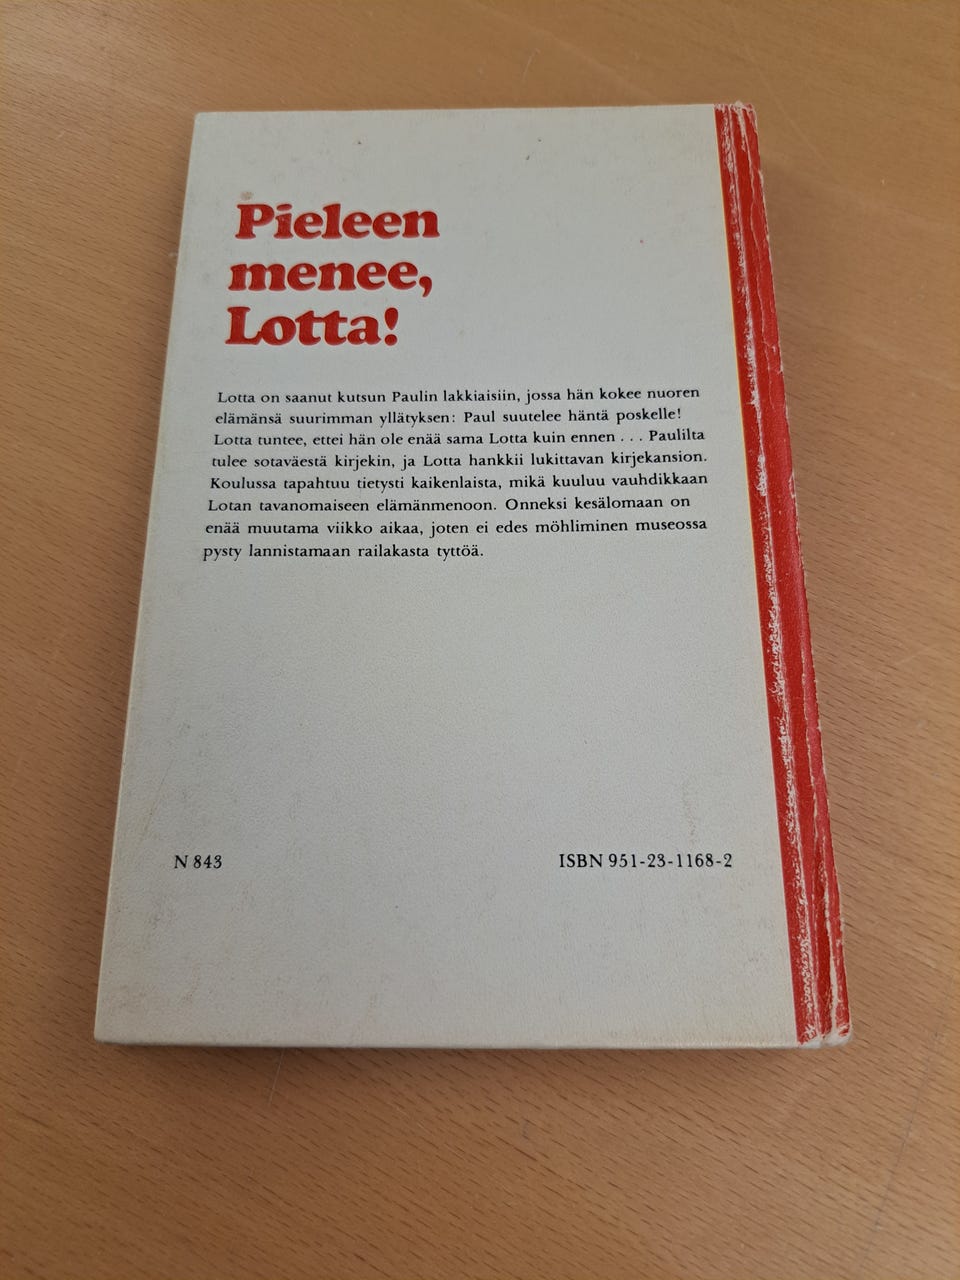 Pieleen
menee,
Lotta!
Lotta on saanut kutsun Paulin lakkiaisiin, jossa hän kokee nuoren
elämänsä suurimman yllätyksen: Paul suutelee häntä poskelle!
Lotta tuntee, ettei hän ole enää sama Lotta kuin ennen . . . Paulilta
tulee sotaväestä kirjekin, ja Lotta hankkii lukittavan kirjekansion.
Koulussa tapahtuu tietysti kaikenlaista, mikä kuuluu vauhdikkaan
Lotan tavanomaiseen elämänmenoon. Onneksi kesälomaan on
enää muutama viikko aikaa, joten ei edes möhliminen museossa
pysty lannistamaan railakasta tyttöä.
N 843
ISBN 951-23-1168-2